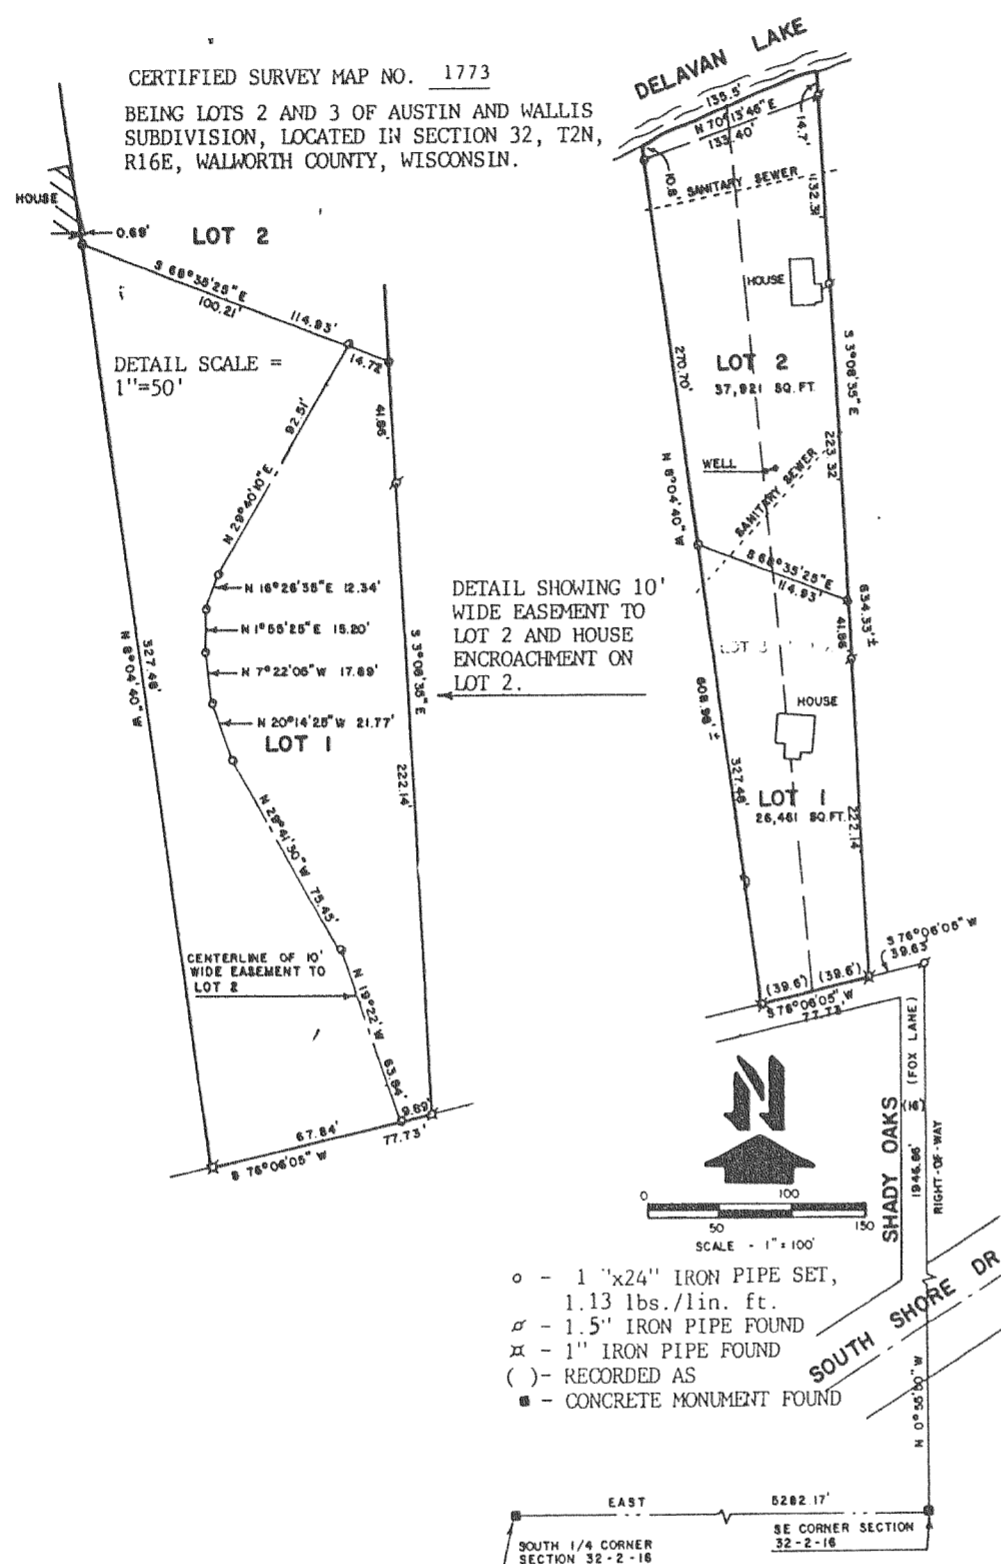 CERTIFIED SURVEY MAP NO. 1773
BEING LOTS 2 AND 3 OF AUSTIN AND WALLIS
SUBDIVISION, LOCATED IN SECTION 32, T2N,
R16E, WALWORTH COUNTY, WISCONSIN.
HOUSE
0.69'
LOT 2
S 68°35'25"E
100.21'
114.93'
14.72'
DETAIL SCALE =
1"=50'
41.86'
92.51'
N 29°40'10"E
N 16°26'35"E 12.34'
N 1°55'25"E 15.20'
N 7°22'05"W 17.89'
N 20°14'25"W 21.77'
LOT 1
327.48'
N 8°04'40"W
S 3°08'35"E
222.14'
N 29°41'30"W 75.45'
CENTERLINE OF 10'
WIDE EASEMENT TO
LOT 2
N 19°22'W
63.84'
9.89'
67.84'
77.73'
S 76°06'05"W
DETAIL SHOWING 10'
WIDE EASEMENT TO
LOT 2 AND HOUSE
ENCROACHMENT ON
LOT 2.
DELAVAN LAKE
135.5'
N 70°13'46"E
133.40'
14.7'
10.8'
SANITARY SEWER
132.31'
HOUSE
270.70'
LOT 2
37,921 SQ.FT.
S 3°08'35"E
223.32'
WELL
SANITARY SEWER
N 8°04'40"W
S 68°35'25"E
114.93'
634.33'±
41.86'
608.98'±
HOUSE
327.48'
LOT 1
26,461 SQ.FT.
222.14'
S 76°06'05"W
39.63'
(39.6') (39.6')
S 76°06'05"W
77.73'
(FOX LANE)
(16)
SHADY OAKS
1946.86'
RIGHT-OF-WAY
N
0 100
50 150
SCALE - 1"=100'
o - 1"x24" IRON PIPE SET,
1.13 lbs./lin. ft.
- 1.5" IRON PIPE FOUND
- 1" IRON PIPE FOUND
( )- RECORDED AS
■ - CONCRETE MONUMENT FOUND
SOUTH SHORE DR
N 0°55'50"W
EAST 5282.17'
SOUTH 1/4 CORNER
SECTION 32-2-16
SE CORNER SECTION
32-2-16